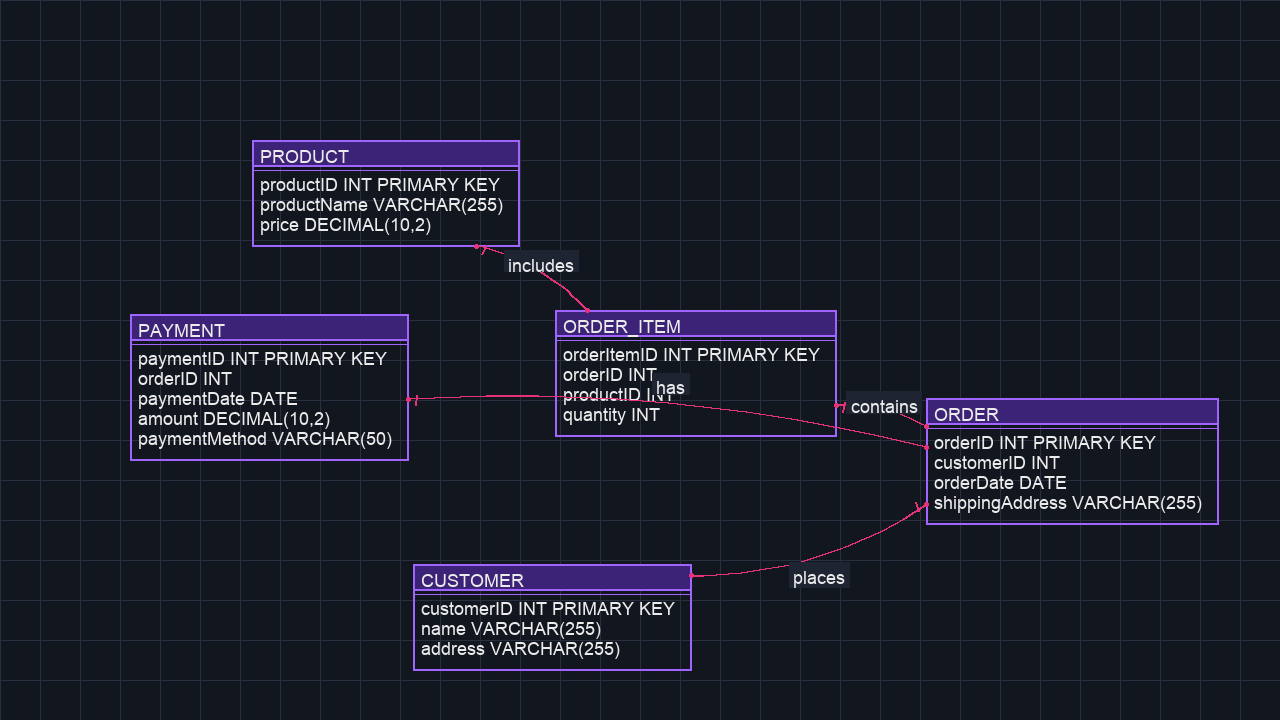 PRODUCT
productID INT PRIMARY KEY
productName VARCHAR(255)
price DECIMAL(10,2)
includes
PAYMENT
paymentID INT PRIMARY KEY
orderID INT
paymentDate DATE
amount DECIMAL(10,2)
paymentMethod VARCHAR(50)
ORDER_ITEM
orderItemID INT PRIMARY KEY
orderID INT
productID INT
quantity INT
has
contains
ORDER
orderID INT PRIMARY KEY
customerID INT
orderDate DATE
shippingAddress VARCHAR(255)
places
CUSTOMER
customerID INT PRIMARY KEY
name VARCHAR(255)
address VARCHAR(255)